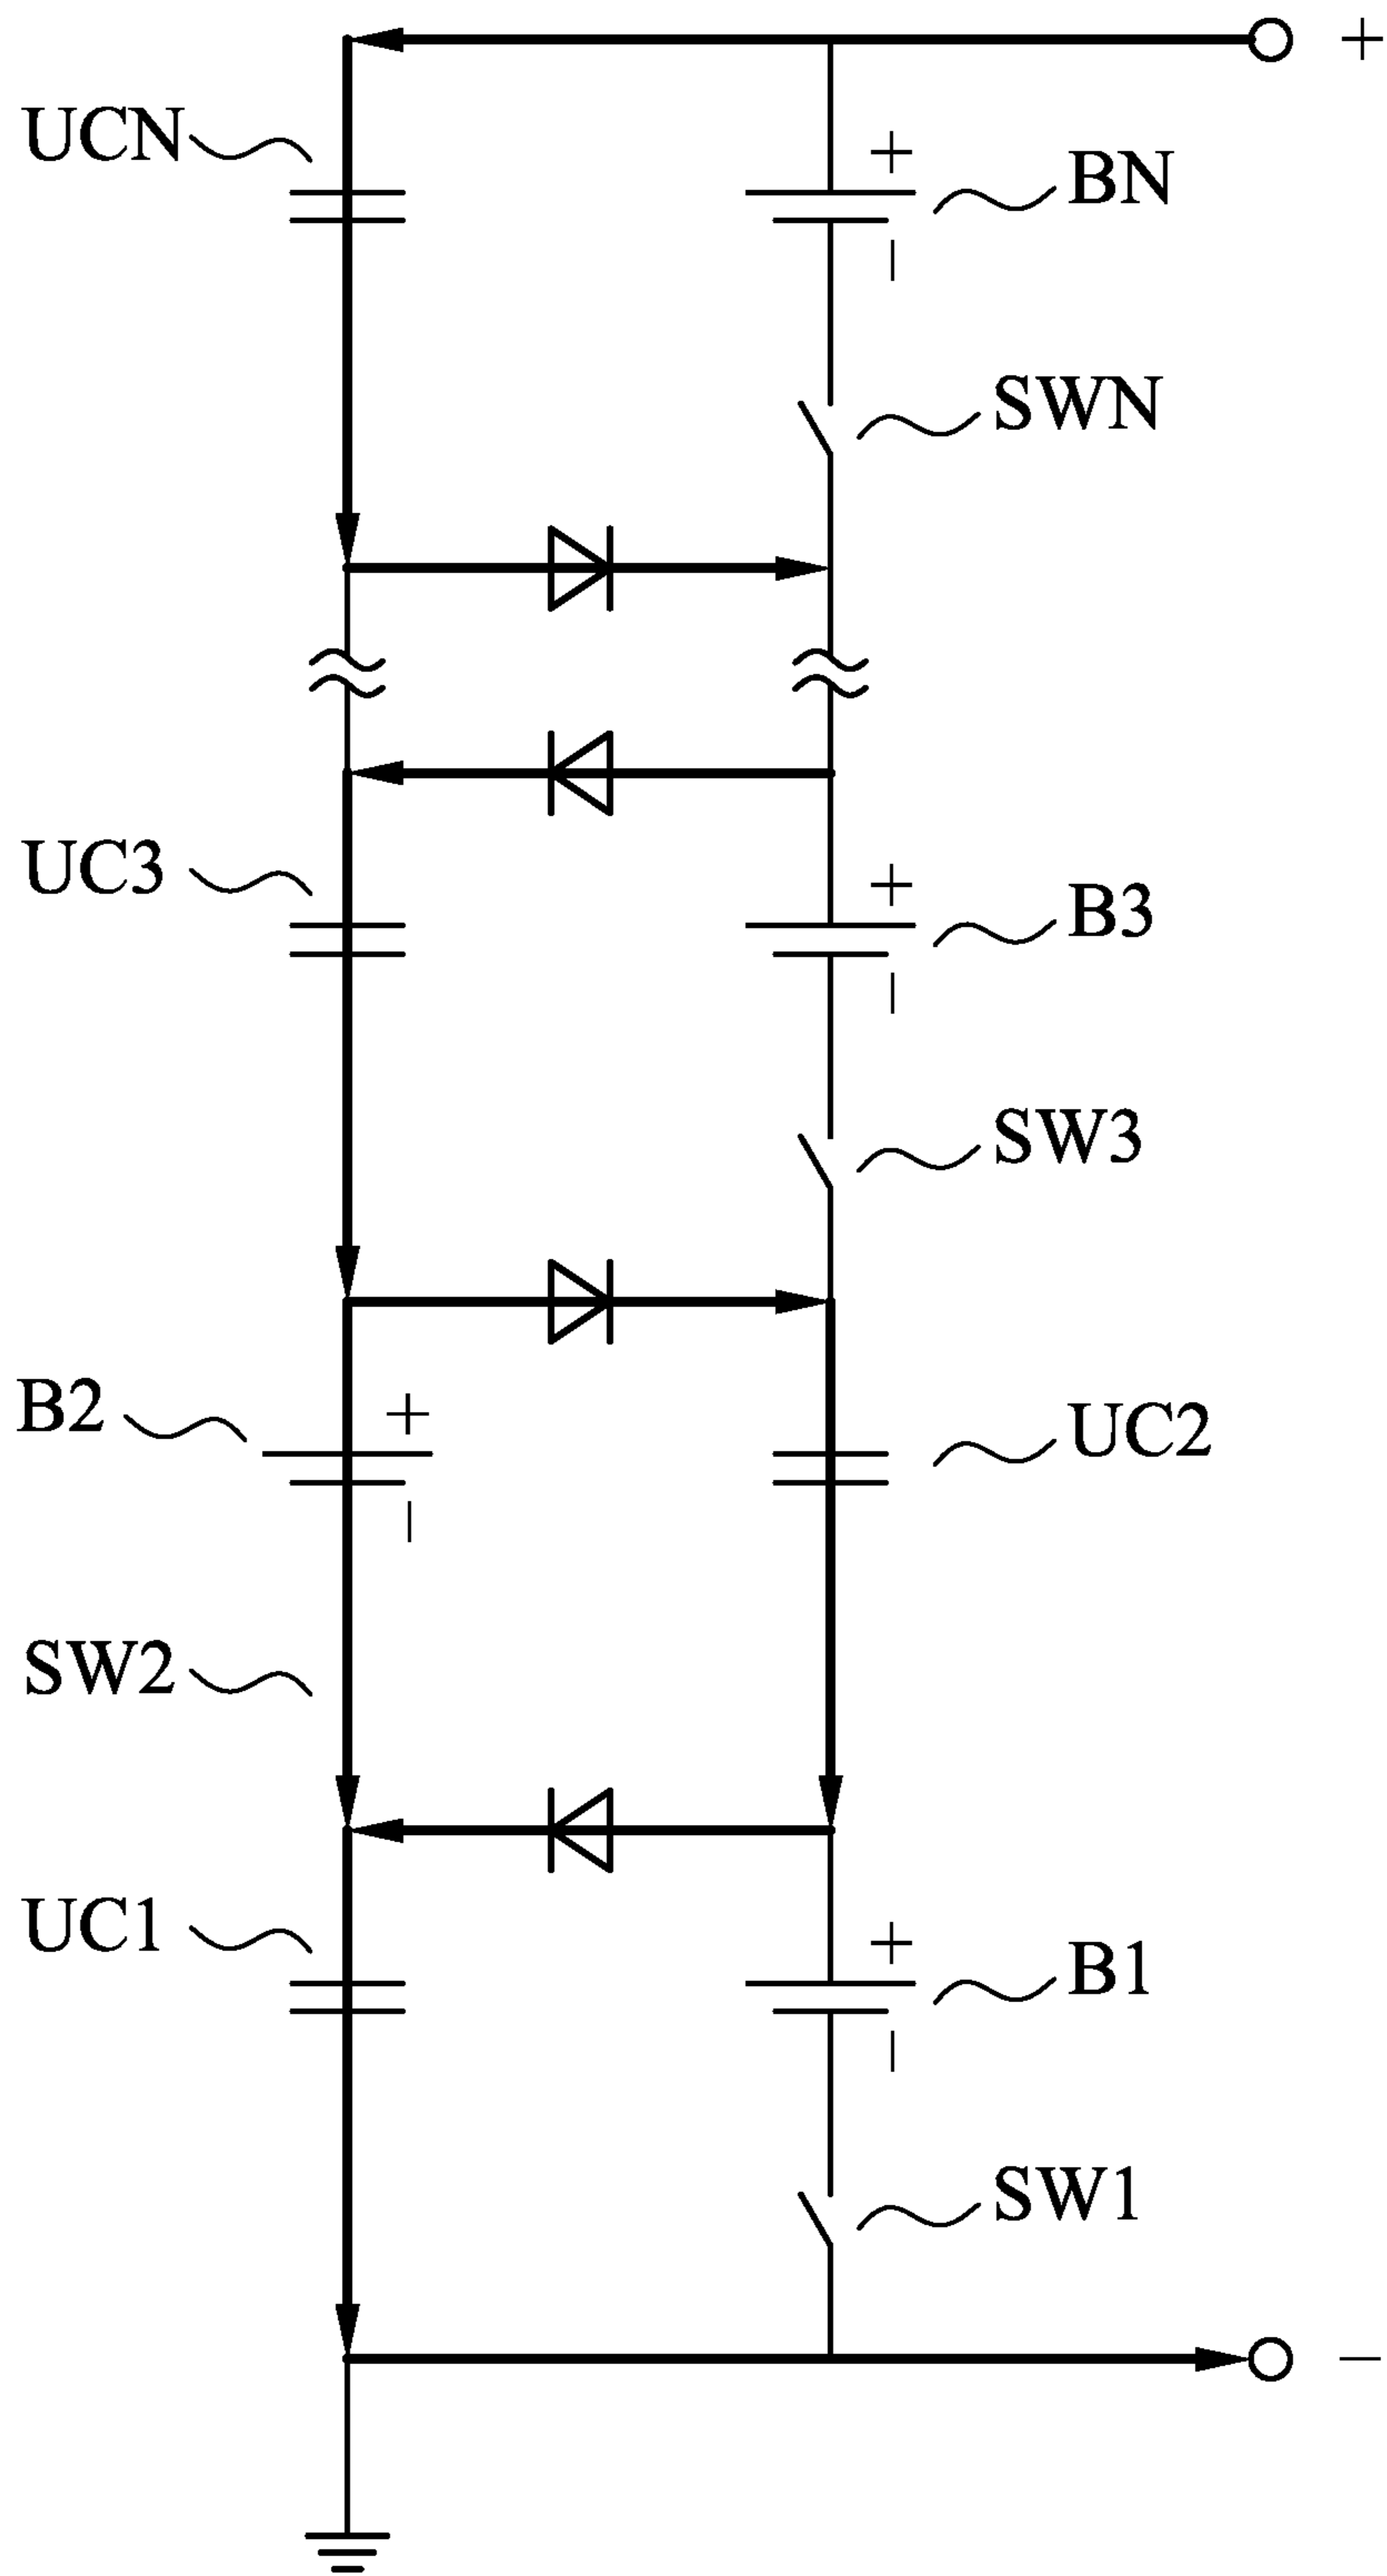 +
UCN
+
BN
−
SWN
UC3
+
B3
−
SW3
B2
+
UC2
−
SW2
UC1
+
B1
−
SW1
−